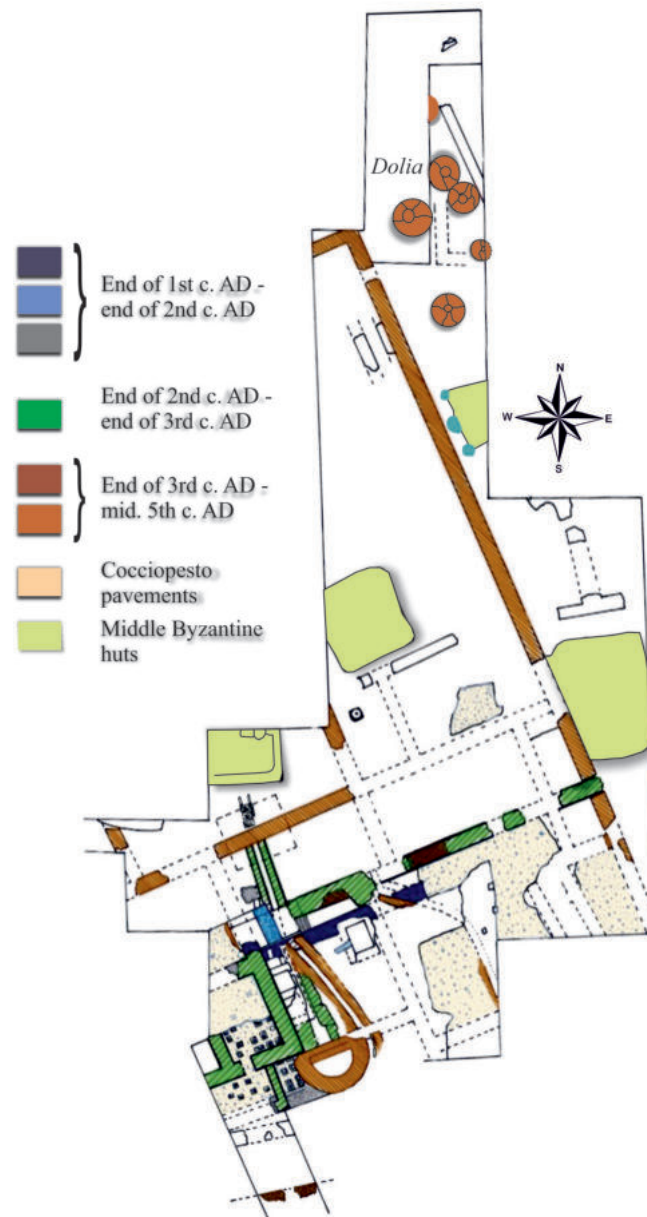 Dolia
End of 1st c. AD -
end of 2nd c. AD
End of 2nd c. AD -
end of 3rd c. AD
End of 3rd c. AD -
mid. 5th c. AD
Cocciopesto
pavements
Middle Byzantine
huts
N
W
E
S